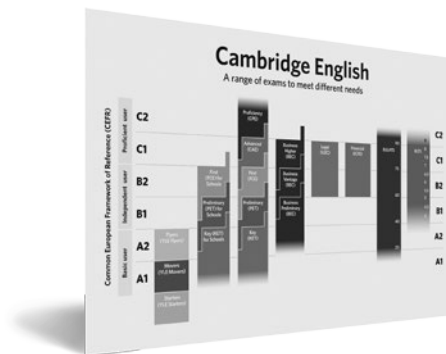 Cambridge English
A range of exams to meet different needs
Common European Framework of Reference (CEFR)
Proficient user
Independent user
Basic user
C2
C1
B2
B1
A2
A1
Proficiency
(CPE)
Advanced
(CAE)
First
(FCE) for
Schools
First
(FCE)
Preliminary
(PET) for
Schools
Preliminary
(PET)
Key (KET)
for Schools
Key
(KET)
Flyers
(YLE Flyers)
Movers
(YLE Movers)
Starters
(YLE Starters)
Business
Higher
(BEC)
Business
Vantage
(BEC)
Business
Preliminary
(BEC)
Legal
(ILEC)
Financial
(ICFE)
BULATS
IELTS
C2
C1
B2
B1
A2
A1